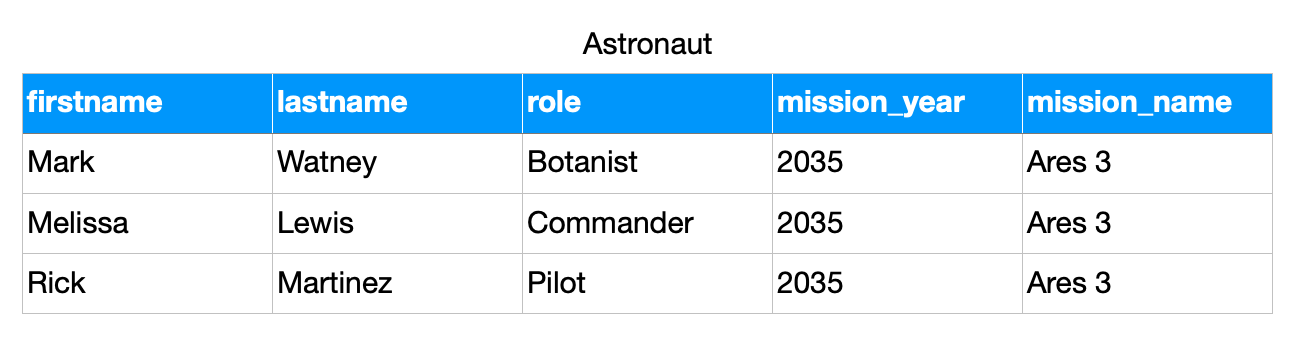 Astronaut
firstname lastname role mission_year mission_name
Mark Watney Botanist 2035 Ares 3
Melissa Lewis Commander 2035 Ares 3
Rick Martinez Pilot 2035 Ares 3